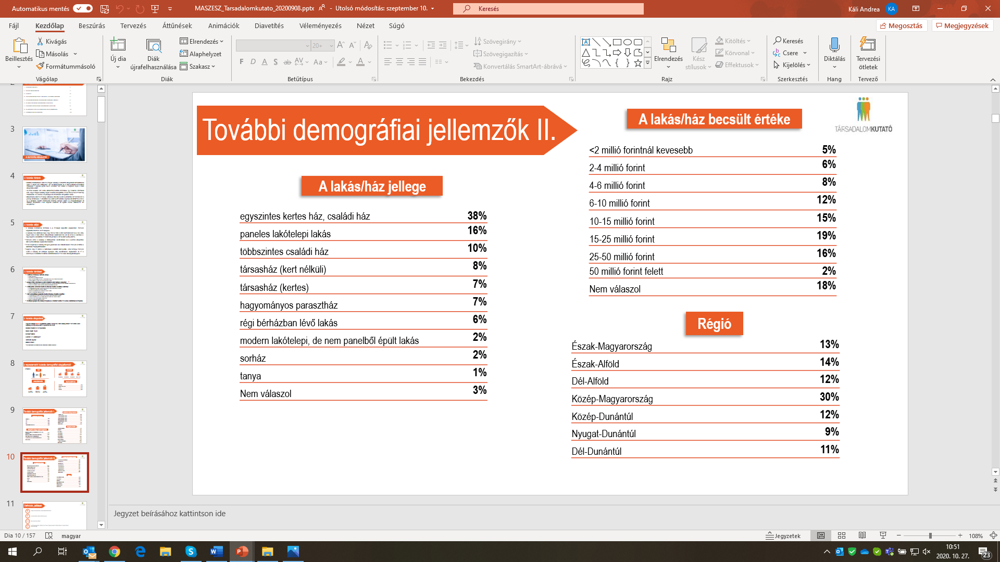 Automatikus mentés
MASZESZ_Tarsadalomkutato_20200908.pptx - Utolsó módosítás: szeptember 10.
Keresés
Káli Andrea KA
Fájl Kezdőlap Beszúrás Tervezés Áttűnések Animációk Diavetítés Véleményezés Nézet Súgó
Megosztás Megjegyzések
Beillesztés
Kivágás
Másolás
Formátummásoló
Vágólap
Új dia
Diák újrafelhasználása
Elrendezés
Alaphelyzet
Szakasz
Diák
20+
F D A S ab AV Aa A
Betűtípus
Szövegirány
Szövegigazítás
Konvertálás SmartArt-ábrává
Bekezdés
Elrendezés
Kész stílusok
Kitöltés
Körvonal
Effektusok
Rajz
Keresés
Csere
Kijelölés
Szerkesztés
Diktálás
Hang
Tervezési ötletek
Tervező
2
3
4
5
6
7
8
9
10
11
További demográfiai jellemzők II.
TÁRSADALOMKUTATÓ
A lakás/ház jellege
egyszintes kertes ház, családi ház 38%
paneles lakótelepi lakás 16%
többszintes családi ház 10%
társasház (kert nélküli) 8%
társasház (kertes) 7%
hagyományos parasztház 7%
régi bérházban lévő lakás 6%
modern lakótelepi, de nem panelből épült lakás 2%
sorház 2%
tanya 1%
Nem válaszol 3%
A lakás/ház becsült értéke
<2 millió forintnál kevesebb 5%
2-4 millió forint 6%
4-6 millió forint 8%
6-10 millió forint 12%
10-15 millió forint 15%
15-25 millió forint 19%
25-50 millió forint 16%
50 millió forint felett 2%
Nem válaszol 18%
Régió
Észak-Magyarország 13%
Észak-Alföld 14%
Dél-Alföld 12%
Közép-Magyarország 30%
Közép-Dunántúl 12%
Nyugat-Dunántúl 9%
Dél-Dunántúl 11%
Jegyzet beírásához kattintson ide
Dia 10 / 157 magyar
Jegyzetek
108%
10:51
2020. 10. 27.
23